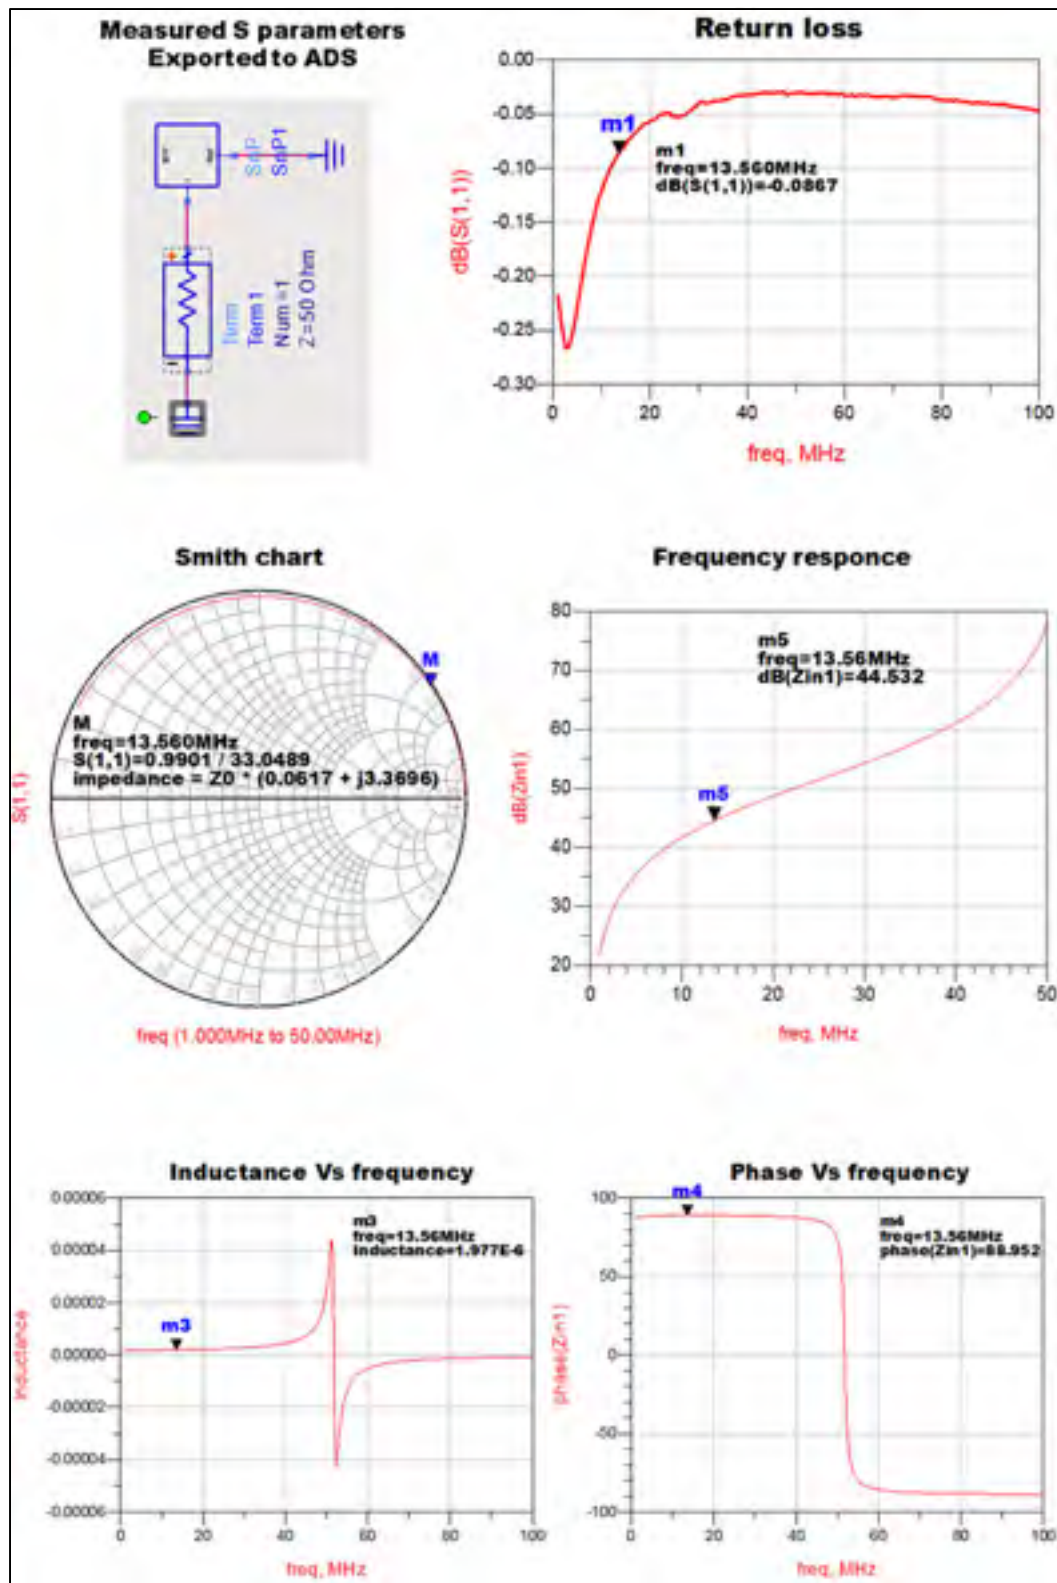 Measured S parameters
Exported to ADS
SnP
SnP1
Term
Term1
Num=1
Z=50 Ohm
Return loss
0.00
-0.05
-0.10
-0.15
-0.20
-0.25
-0.30
dB(S(1,1))
m1
m1
freq=13.560MHz
dB(S(1,1))=-0.0867
0
20
40
60
80
100
freq, MHz
Smith chart
S(1,1)
M
M
freq=13.560MHz
S(1,1)=0.9901 / 33.0489
impedance = Z0 * (0.0617 + j3.3696)
freq (1.000MHz to 50.00MHz)
Frequency responce
80
70
60
50
40
30
20
dB(Zin1)
m5
freq=13.56MHz
dB(Zin1)=44.532
m5
0
10
20
30
40
50
freq, MHz
Inductance Vs frequency
0.00006
0.00004
0.00002
0.00000
-0.00002
-0.00004
-0.00006
Inductance
m3
freq=13.56MHz
inductance=1.977E-6
m3
0
20
40
60
80
100
freq, MHz
Phase Vs frequency
100
50
0
-50
-100
phase(Zin1)
m4
m4
freq=13.56MHz
phase(Zin1)=88.952
0
20
40
60
80
100
freq, MHz